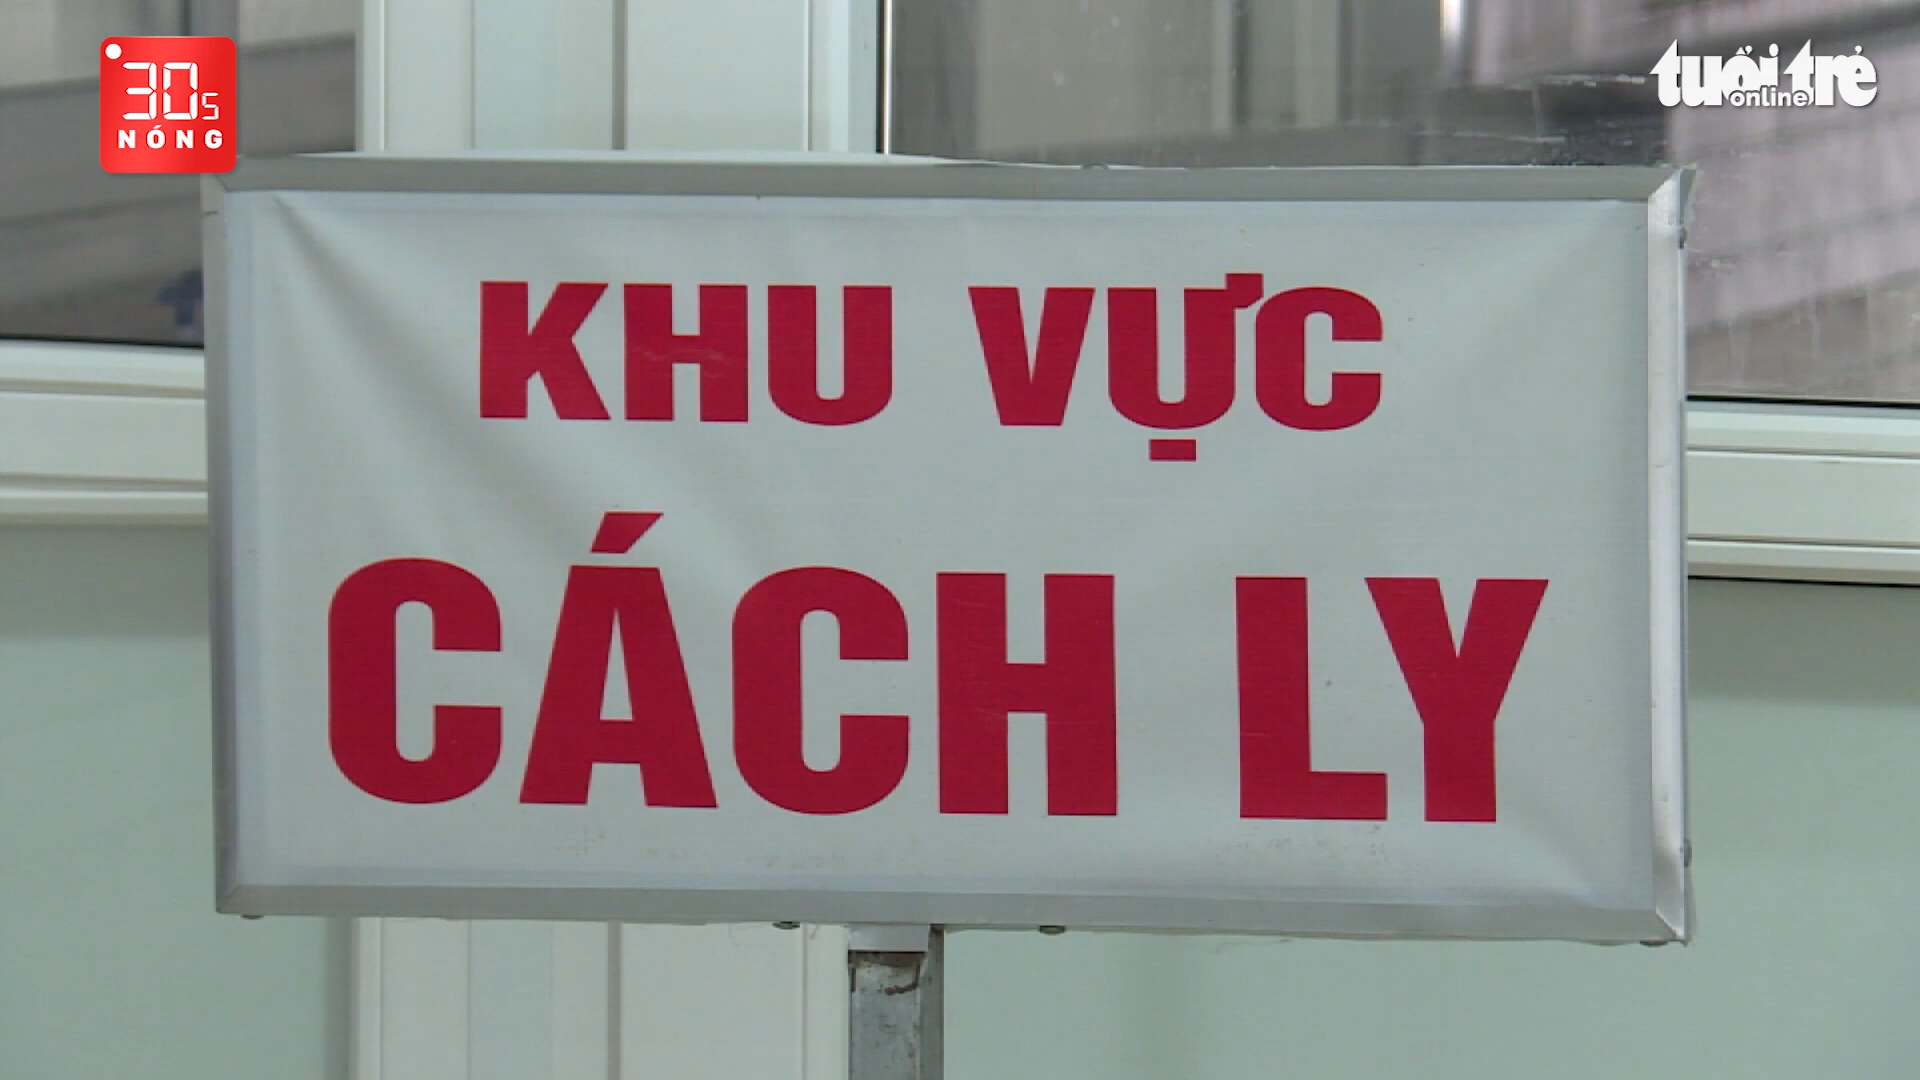 30s
NÓNG
tuổi trẻ
online
KHU VỰC
CÁCH LY